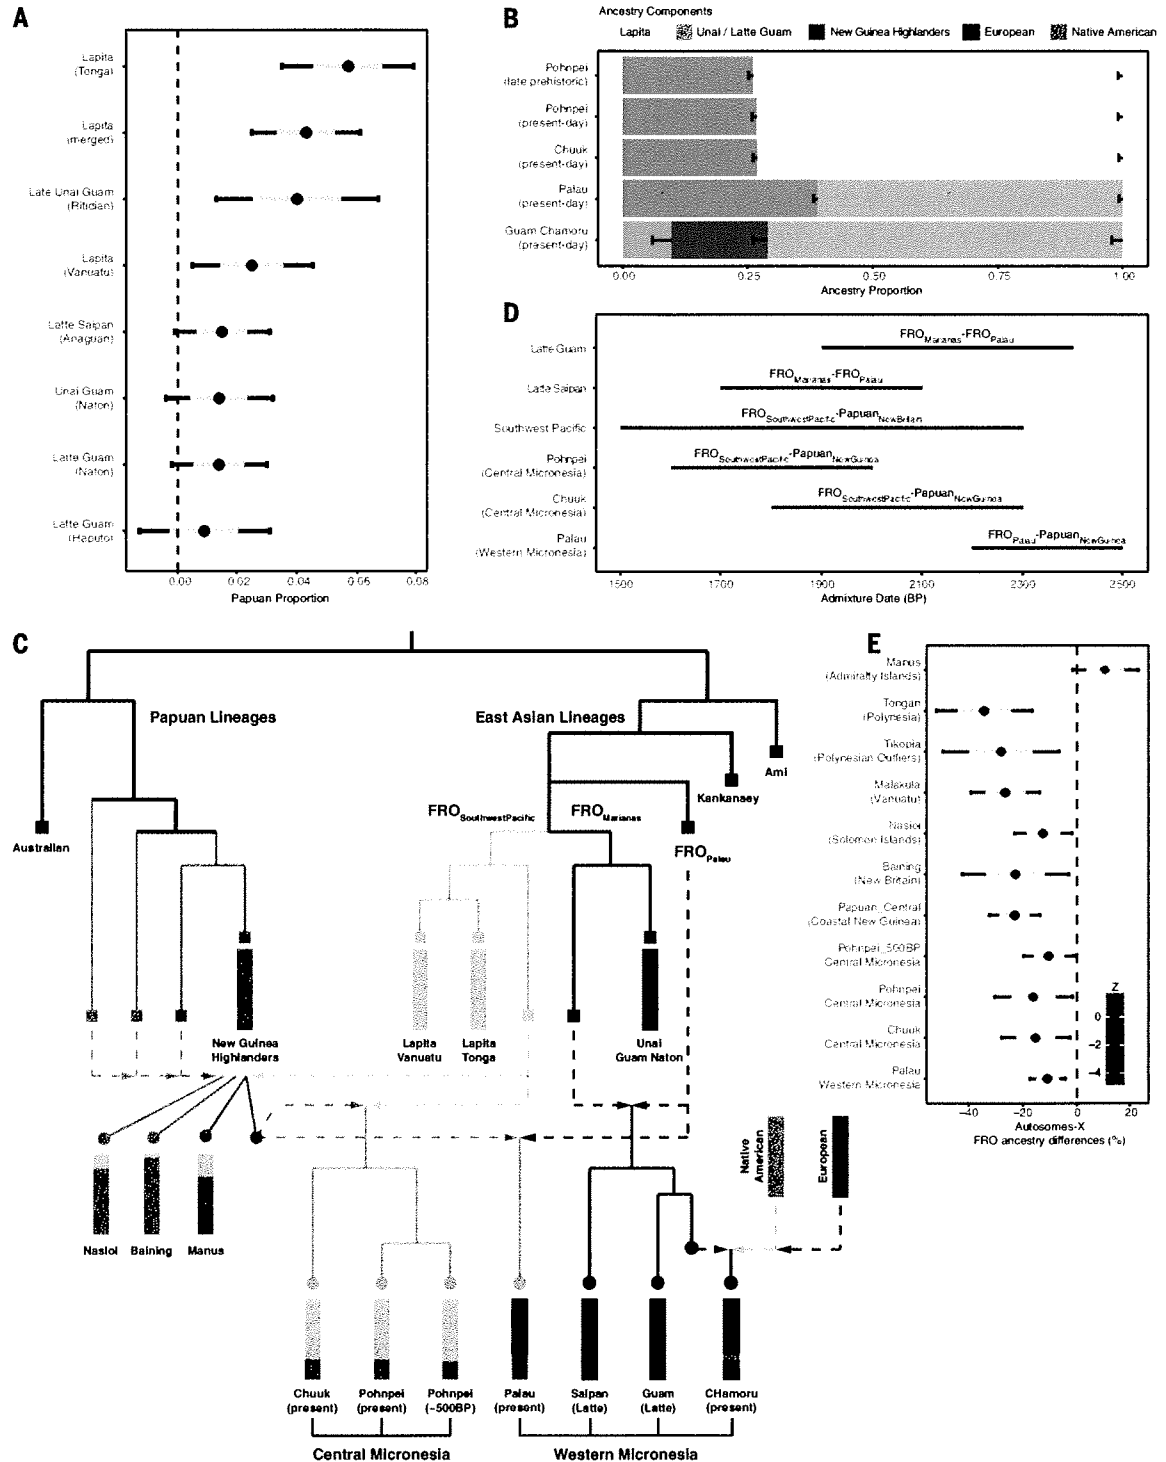 A
Lapita
(Tonga)
Lapita
(merged)
Late Unai Guam
(Ritidian)
Lapita
(Vanuatu)
Latte Saipan
(Anaguan)
Unai Guam
(Naton)
Latte Guam
(Naton)
Latte Guam
(Haputo)
0.00 0.02 0.04 0.06 0.08
Papuan Proportion
B
Ancestry Components
Lapita Unai / Latte Guam New Guinea Highlanders European Native American
Pohnpei
(late prehistoric)
Pohnpei
(present-day)
Chuuk
(present-day)
Palau
(present-day)
Guam Chamoru
(present-day)
0.00 0.25 0.50 0.75 1.00
Ancestry Proportion
D
Latte Guam
FROMarianas-FROPalau
Latte Saipan
FROMarianas-FROPalau
Southwest Pacific
FROSouthwestPacific-PapuanNewBritain
Pohnpei
(Central Micronesia)
FROSouthwestPacific-PapuanNewGuinea
Chuuk
(Central Micronesia)
FROSouthwestPacific-PapuanNewGuinea
Palau
(Western Micronesia)
FROPalau-PapuanNewGuinea
1500 1700 1900 2100 2300 2500
Admixture Date (BP)
C
Papuan Lineages
East Asian Lineages
Ami
Kankanaey
Australian
FROSouthwestPacific
FROMarianas
FROPalau
New Guinea
Highlanders
Lapita
Vanuatu
Lapita
Tonga
Unai
Guam Naton
Native
American
European
Nasioi Baining Manus
Chuuk
(present)
Pohnpei
(present)
Pohnpei
(~500BP)
Palau
(present)
Saipan
(Latte)
Guam
(Latte)
CHamoru
(present)
Central Micronesia
Western Micronesia
E
Manus
(Admiralty Islands)
Tongan
(Polynesia)
Tikopia
(Polynesian Outliers)
Malakula
(Vanuatu)
Nasioi
(Solomon Islands)
Baining
(New Britain)
Papuan_Central
(Coastal New Guinea)
Pohnpei_500BP
Central Micronesia
Pohnpei
Central Micronesia
Chuuk
Central Micronesia
Palau
Western Micronesia
Z
0
−2
−4
−40 −20 0 20
Autosomes-X
FRO ancestry differences (%)